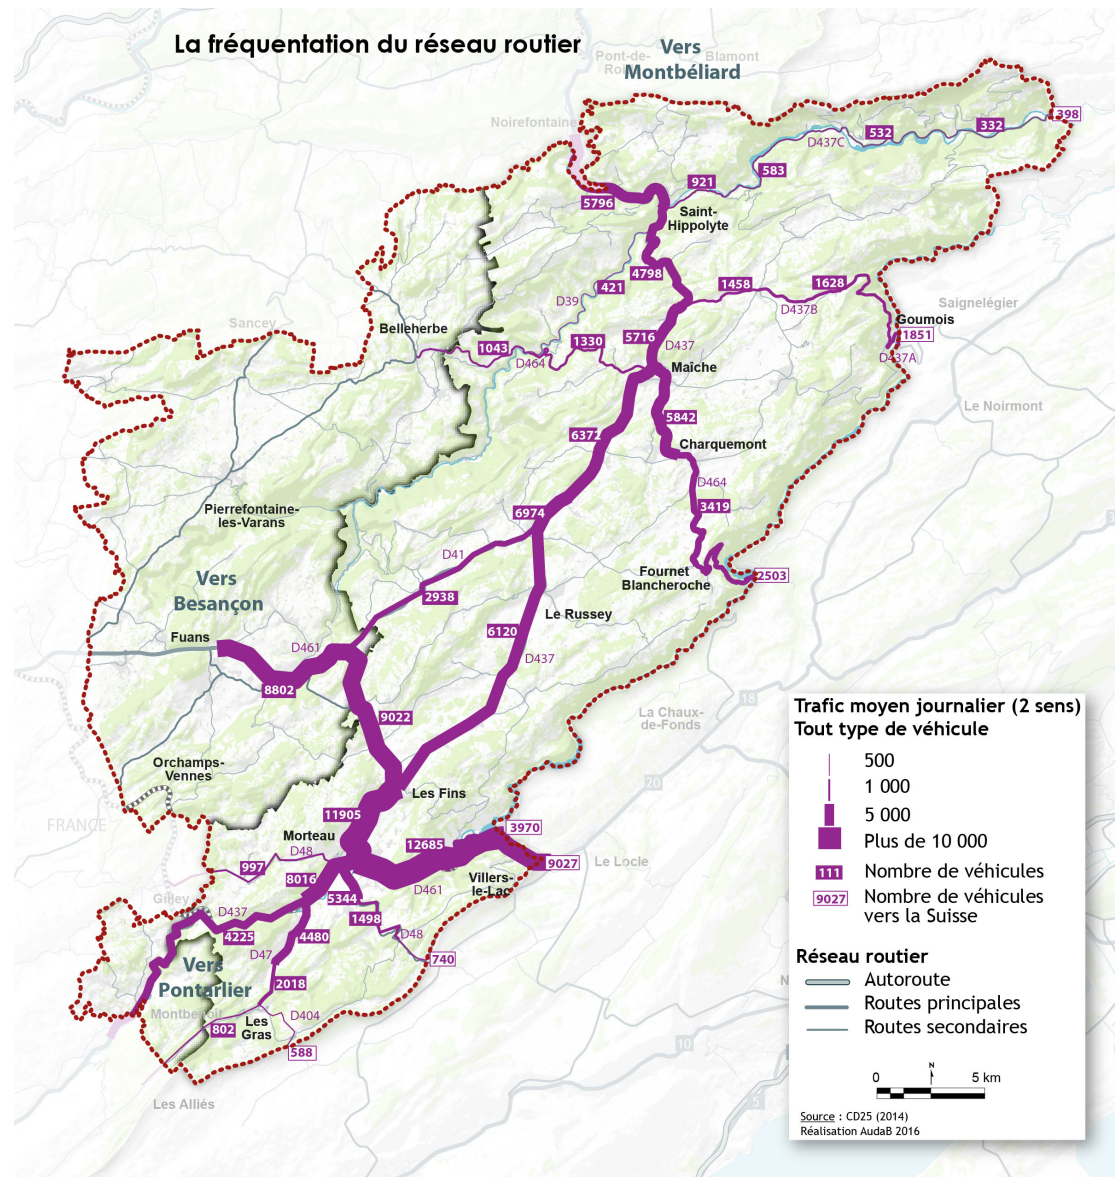 La fréquentation du réseau routier
Vers
Montbéliard
Blamont
Noirefontaine
398
332
532
D437C
583
921
5796
Saint-
Hippolyte
4798
421
D39
1458
1628
D437B
Saignelégier
Goumois
1851
D437A
Sancey
Belleherbe
1043
D464
1330
5716
D437
Maîche
Le Noirmont
5842
6372
Charquemont
D464
3419
Pierrefontaine-
les-Varans
6974
D41
2938
Fournet
Blancheroche
2503
Vers
Besançon
Le Russey
Fuans
D461
6120
D437
8802
9022
18
La Chaux-
de-Fonds
20
Orchamps-
Vennes
Les Fins
11905
FRANCE
Morteau
3970
12685
9027
Le Locle
D48
997
8016
D461
Villers-
le-Lac
5344
Gilley
D437
4225
4480
1498
D48
740
D47
Vers
Pontarlier
2018
Montbenoit
D404
802
Les
Gras
588
10
5
Les Alliés
Trafic moyen journalier (2 sens)
Tout type de véhicule
500
1 000
5 000
Plus de 10 000
111 Nombre de véhicules
9027 Nombre de véhicules
vers la Suisse
Réseau routier
Autoroute
Routes principales
Routes secondaires
N
0 5 km
Source : CD25 (2014)
Réalisation AudaB 2016